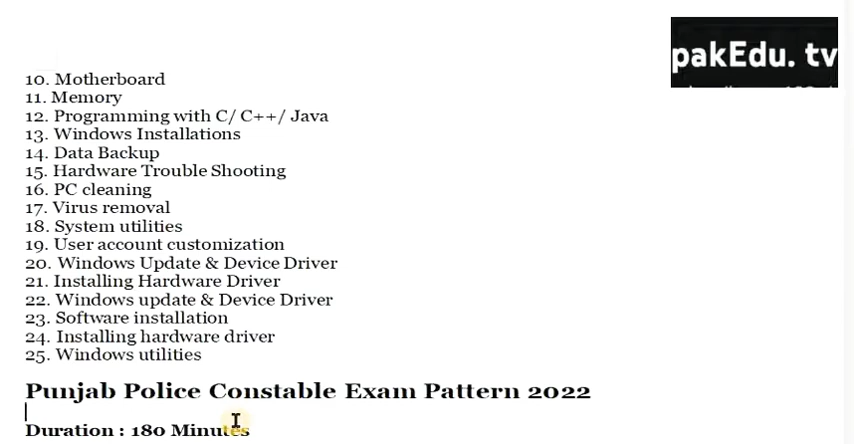 pakEdu. tv
10. Motherboard
11. Memory
12. Programming with C/ C++/ Java
13. Windows Installations
14. Data Backup
15. Hardware Trouble Shooting
16. PC cleaning
17. Virus removal
18. System utilities
19. User account customization
20. Windows Update & Device Driver
21. Installing Hardware Driver
22. Windows update & Device Driver
23. Software installation
24. Installing hardware driver
25. Windows utilities
Punjab Police Constable Exam Pattern 2022
Duration : 180 Minutes